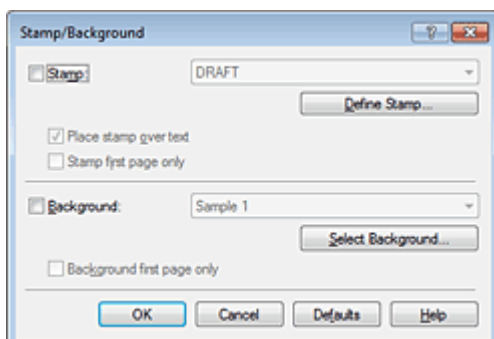 Stamp/Background
Stamp: DRAFT
Define Stamp...
Place stamp over text
Stamp first page only
Background: Sample 1
Select Background...
Background first page only
OK Cancel Defaults Help